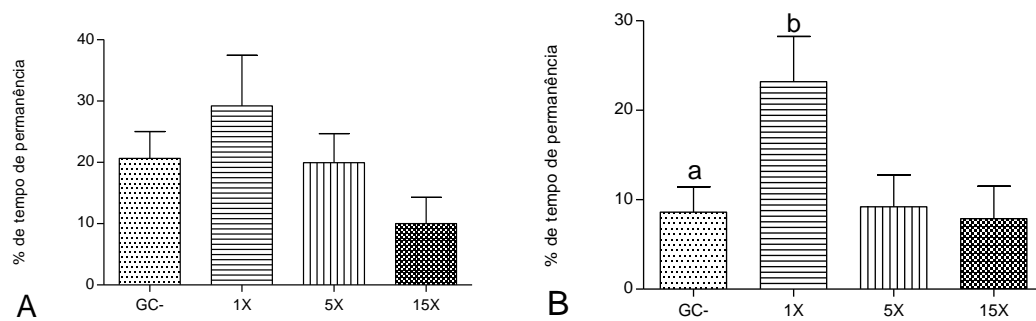 % de tempo de permanência
40
30
20
10
0
GC-
1X
5X
15X
A
% de tempo de permanência
30
20
10
0
a
b
GC-
1X
5X
15X
B